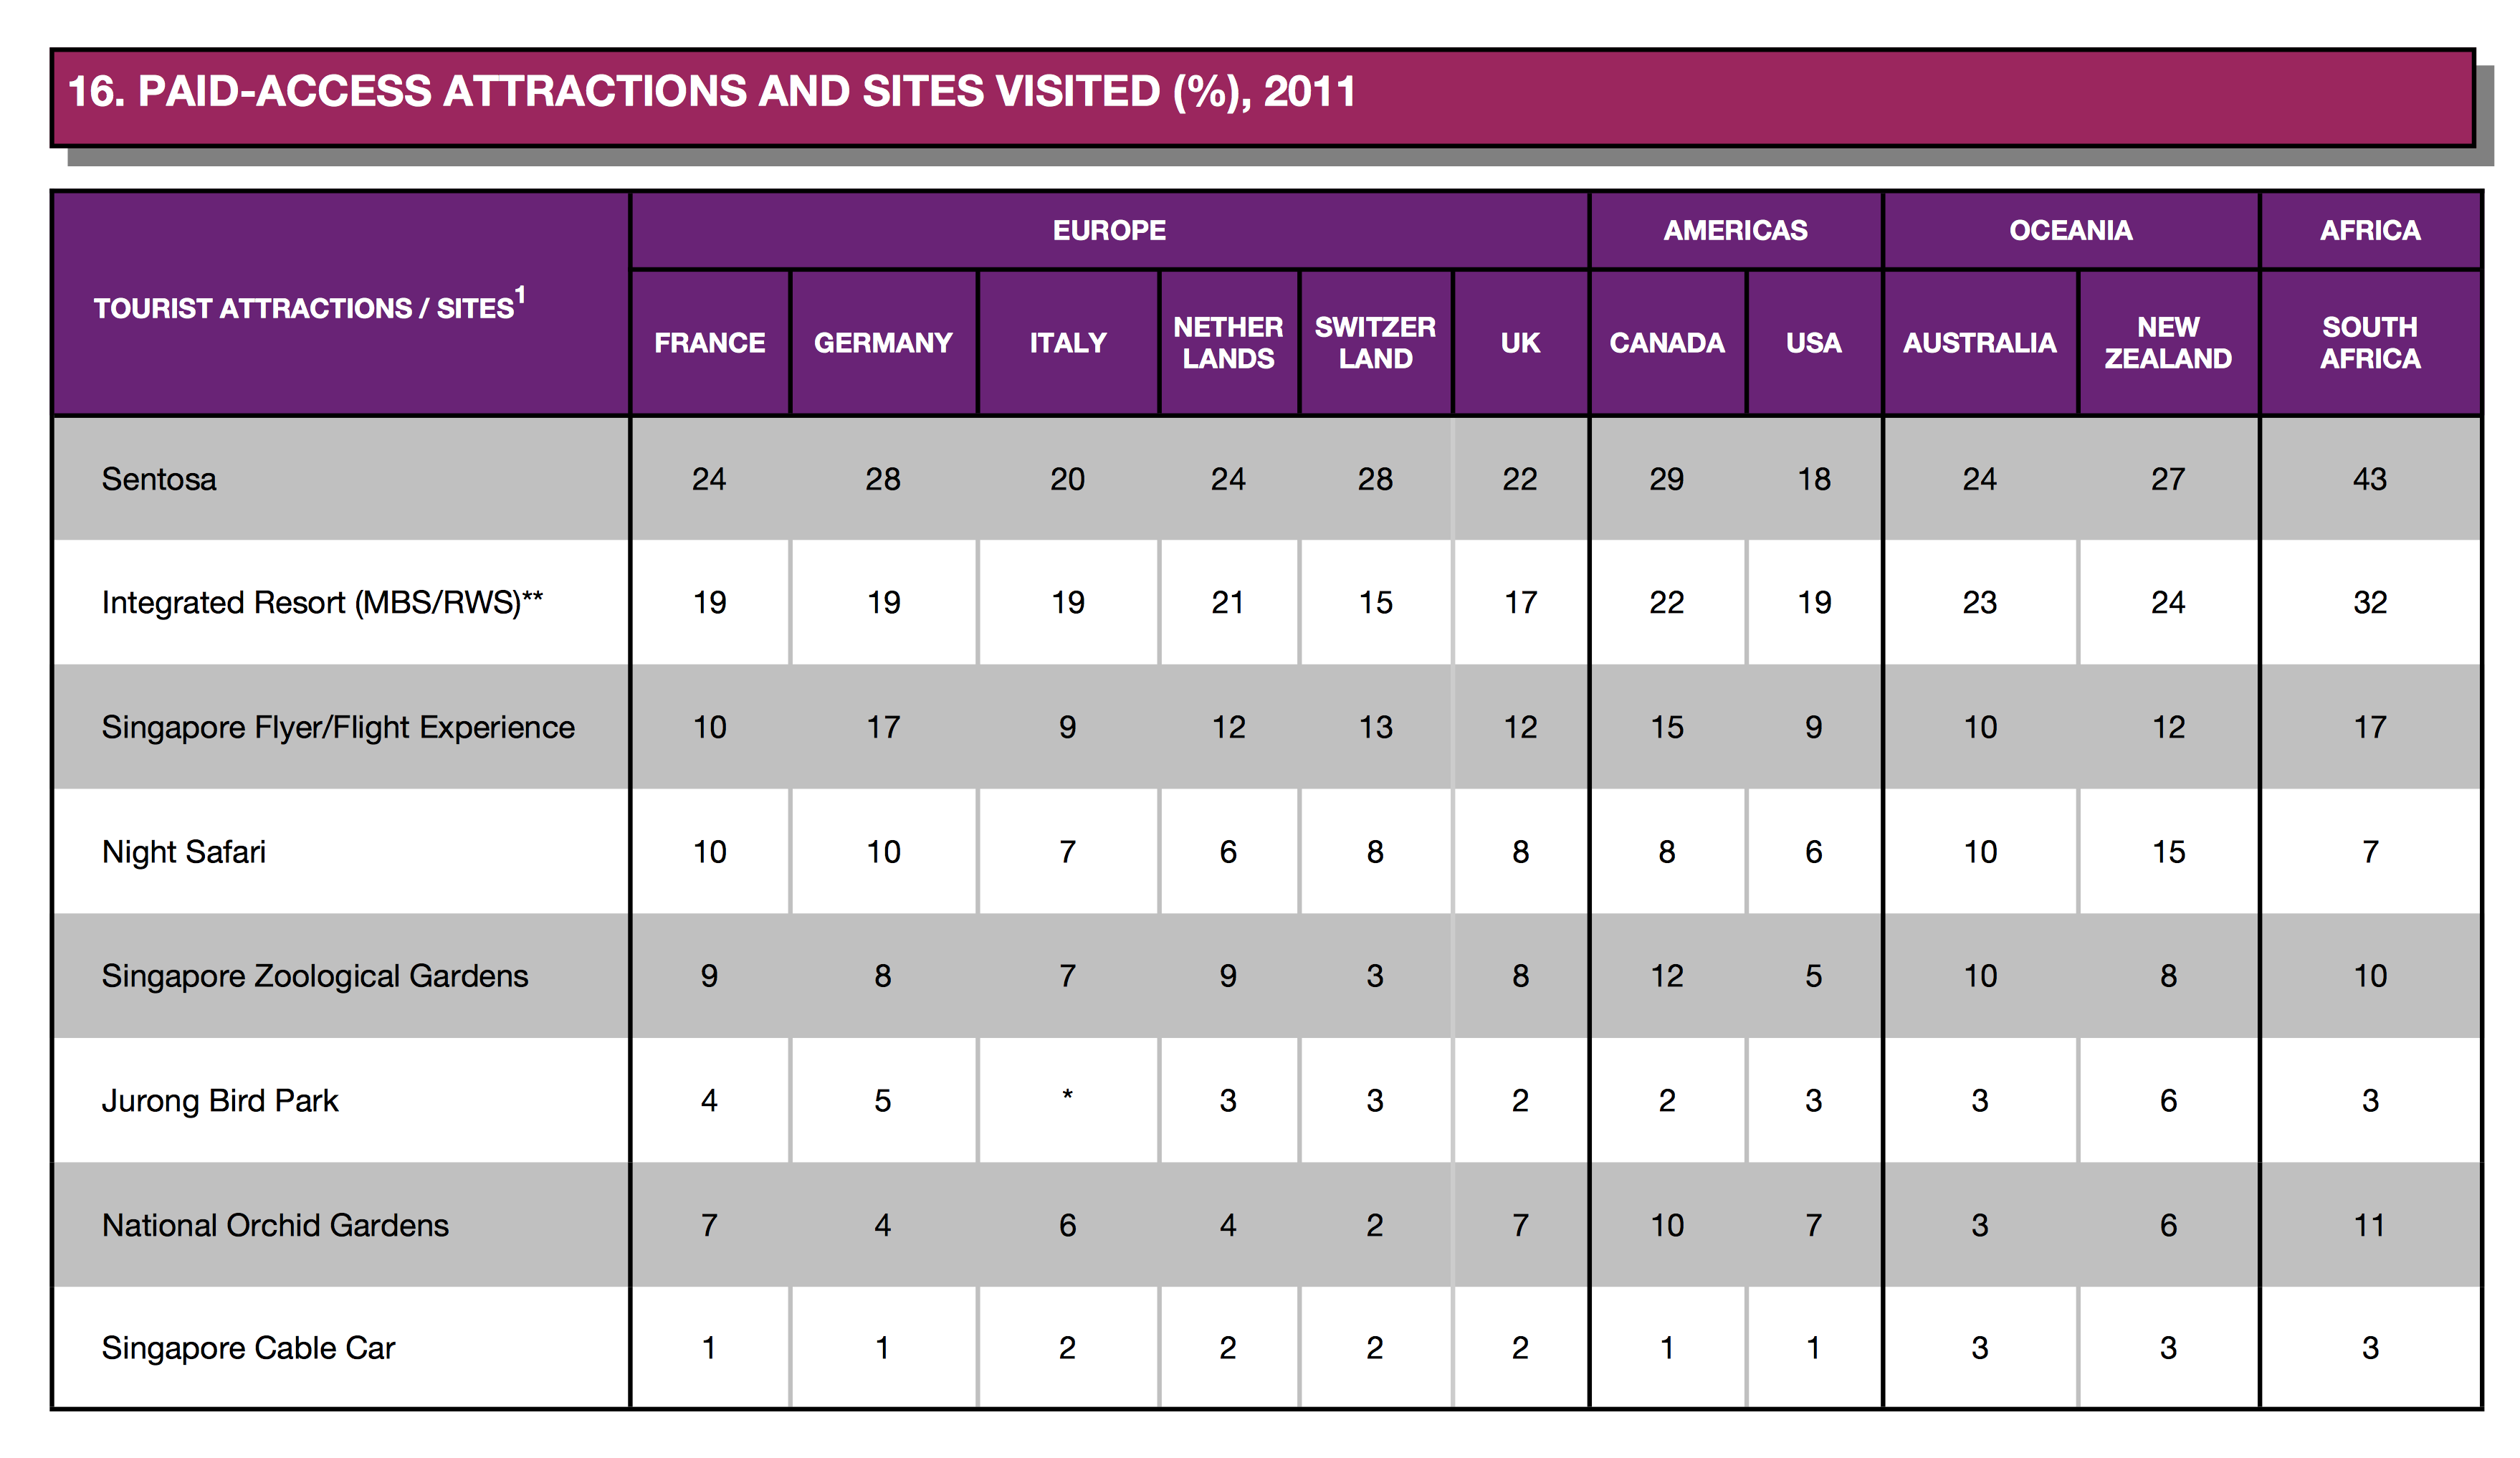 16. PAID-ACCESS ATTRACTIONS AND SITES VISITED (%), 2011
TOURIST ATTRACTIONS / SITES¹
EUROPE AMERICAS OCEANIA AFRICA
FRANCE GERMANY ITALY NETHER LANDS SWITZER LAND UK CANADA USA AUSTRALIA NEW ZEALAND SOUTH AFRICA
Sentosa 24 28 20 24 28 22 29 18 24 27 43
Integrated Resort (MBS/RWS)** 19 19 19 21 15 17 22 19 23 24 32
Singapore Flyer/Flight Experience 10 17 9 12 13 12 15 9 10 12 17
Night Safari 10 10 7 6 8 8 8 6 10 15 7
Singapore Zoological Gardens 9 8 7 9 3 8 12 5 10 8 10
Jurong Bird Park 4 5 * 3 3 2 2 3 3 6 3
National Orchid Gardens 7 4 6 4 2 7 10 7 3 6 11
Singapore Cable Car 1 1 2 2 2 2 1 1 3 3 3